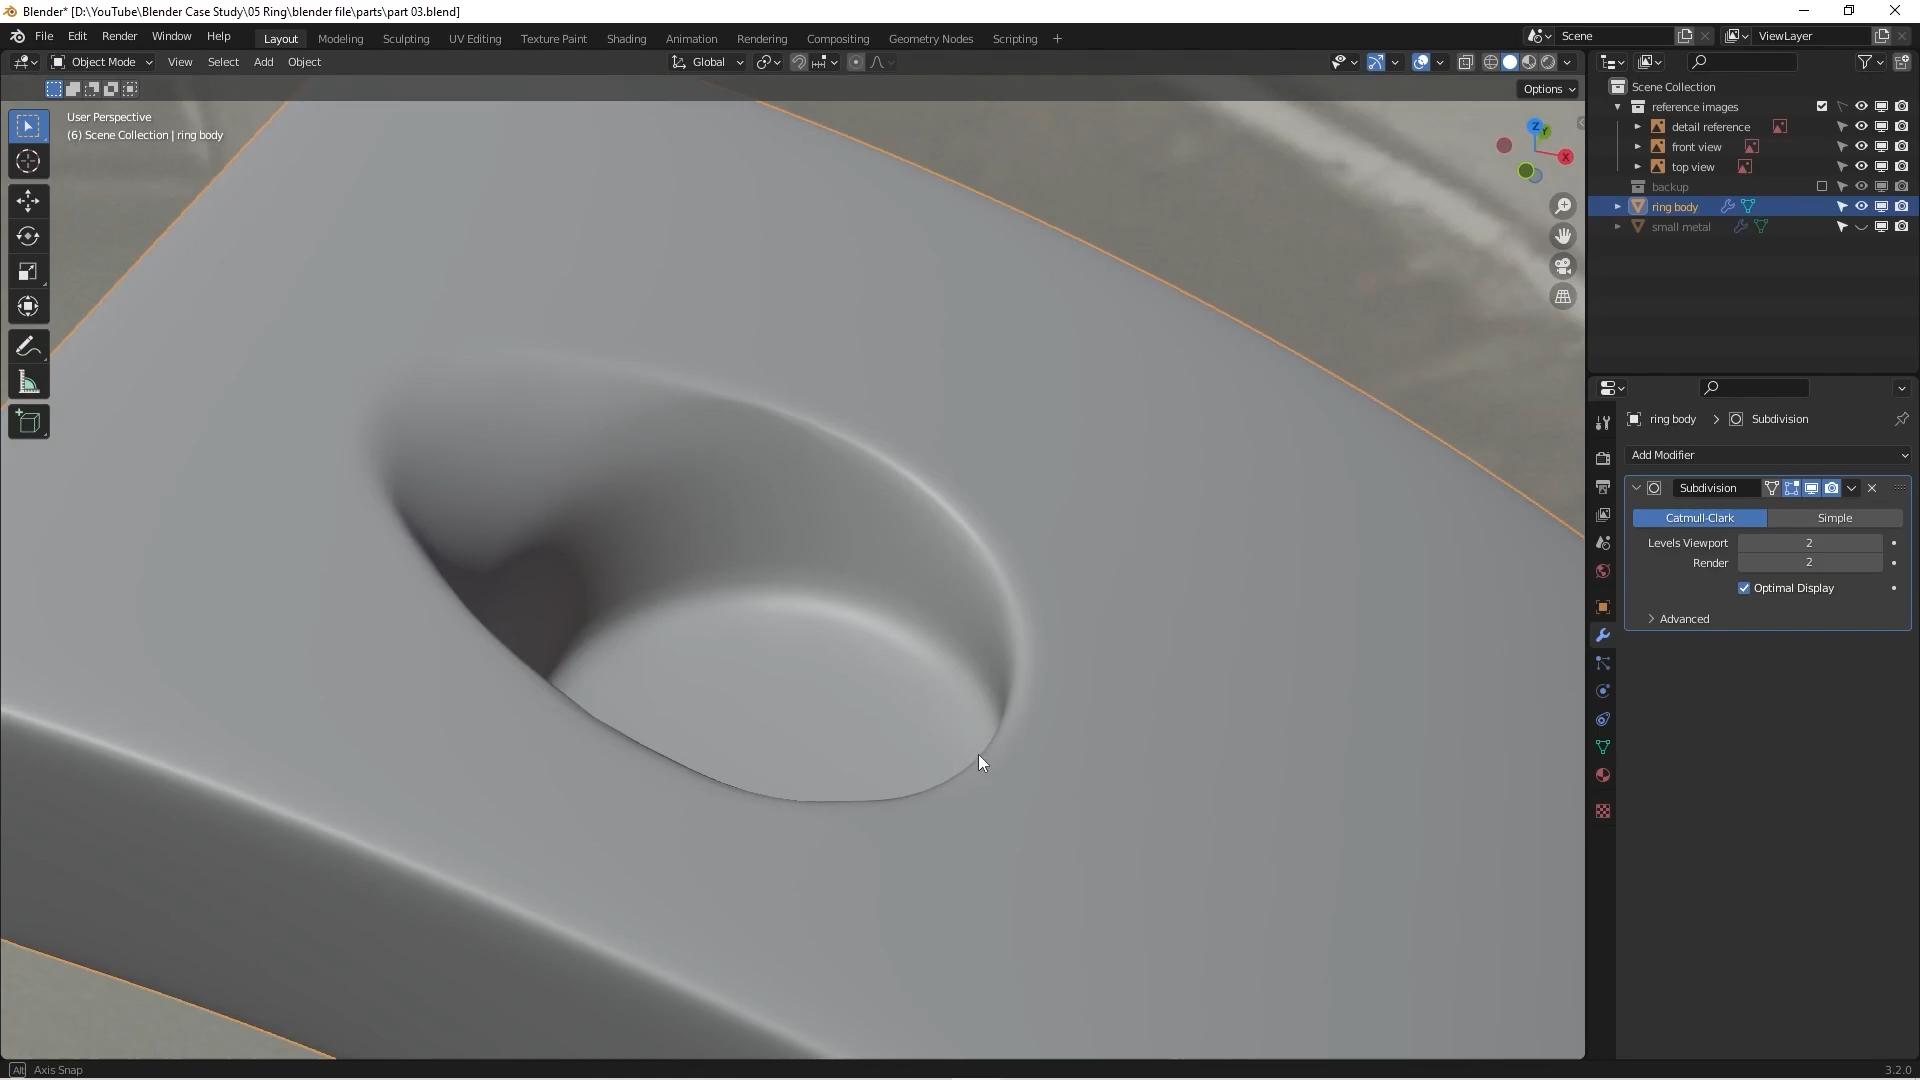 Blender* [D:\YouTube\Blender Case Study\05 Ring\blender file\parts\part 03.blend]
File Edit Render Window Help Layout Modeling Sculpting UV Editing Texture Paint Shading Animation Rendering Compositing Geometry Nodes Scripting + Scene ViewLayer
Object Mode View Select Add Object Global
Options
User Perspective
(6) Scene Collection | ring body
Z
Y
X
Scene Collection
reference images
detail reference
front view
top view
backup
ring body
small metal
ring body > Subdivision
Add Modifier
Subdivision
Catmull-Clark Simple
Levels Viewport 2
Render 2
Optimal Display
Advanced
Alt Axis Snap
3.2.0